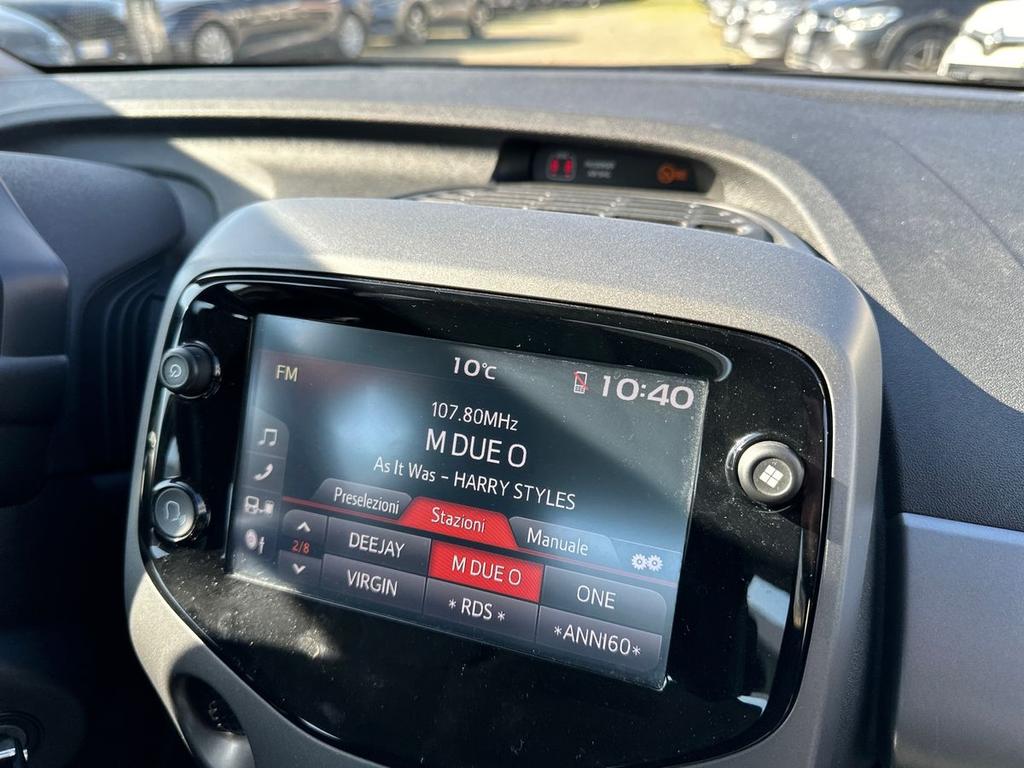 FM
10°C
10:40
107.80MHz
M DUE O
As It Was - HARRY STYLES
Preselezioni
Stazioni
Manuale
2/8
DEEJAY
M DUE O
ONE
VIRGIN
* RDS *
*ANNI60*